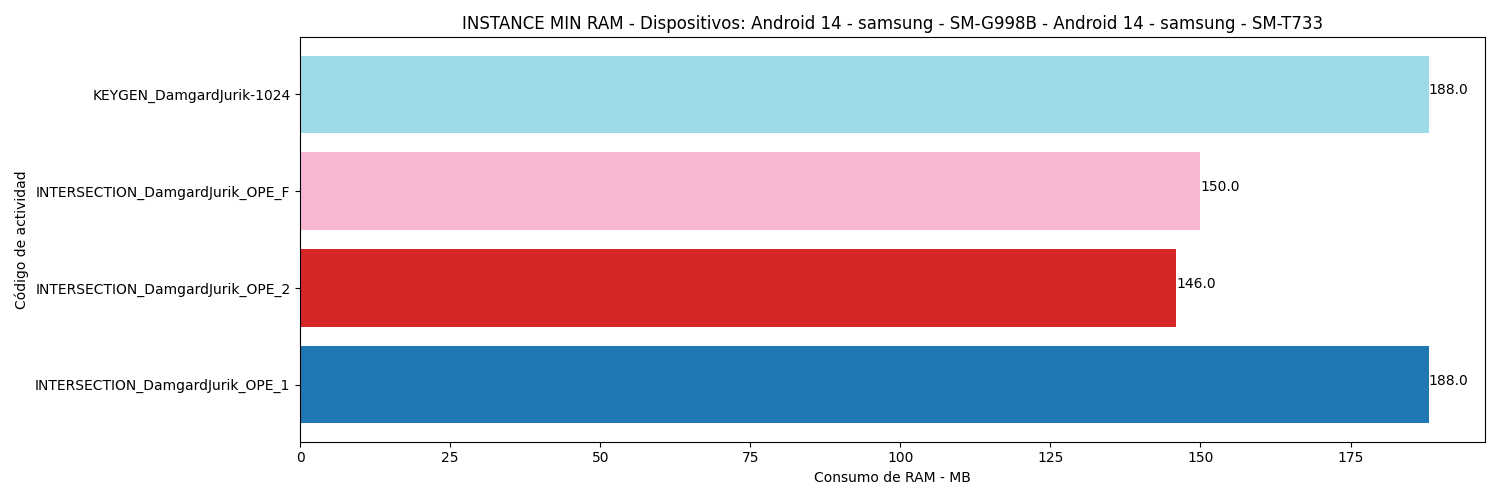 INSTANCE MIN RAM - Dispositivos: Android 14 - samsung - SM-G998B - Android 14 - samsung - SM-T733
Código de actividad
KEYGEN_DamgardJurik-1024
188.0
INTERSECTION_DamgardJurik_OPE_F
150.0
INTERSECTION_DamgardJurik_OPE_2
146.0
INTERSECTION_DamgardJurik_OPE_1
188.0
0 25 50 75 100 125 150 175
Consumo de RAM - MB